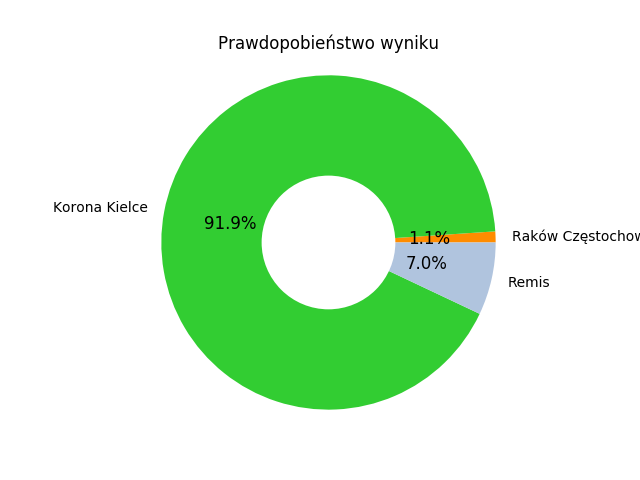 Prawdopobieństwo wyniku
Korona Kielce
91.9%
1.1%
Raków Częstochow
7.0%
Remis